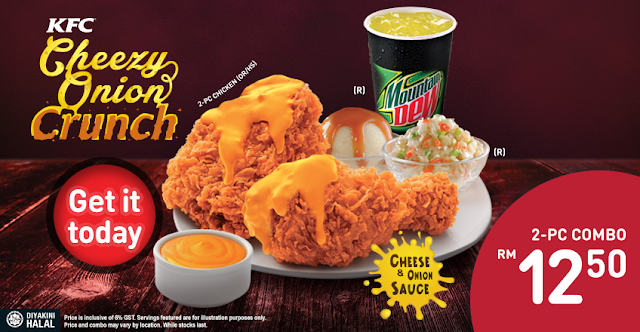 KFC
Cheezy
Onion
Crunch
2-PC CHICKEN (OR/HS)
(R)
Mountain
DEW
(R)
Get it
today
CHEESE
& ONION
SAUCE
2-PC COMBO
RM 12 50
DIYAKINI
HALAL
Price is inclusive of 6% GST. Servings featured are for illustration purposes only.
Price and combo may vary by location. While stocks last.